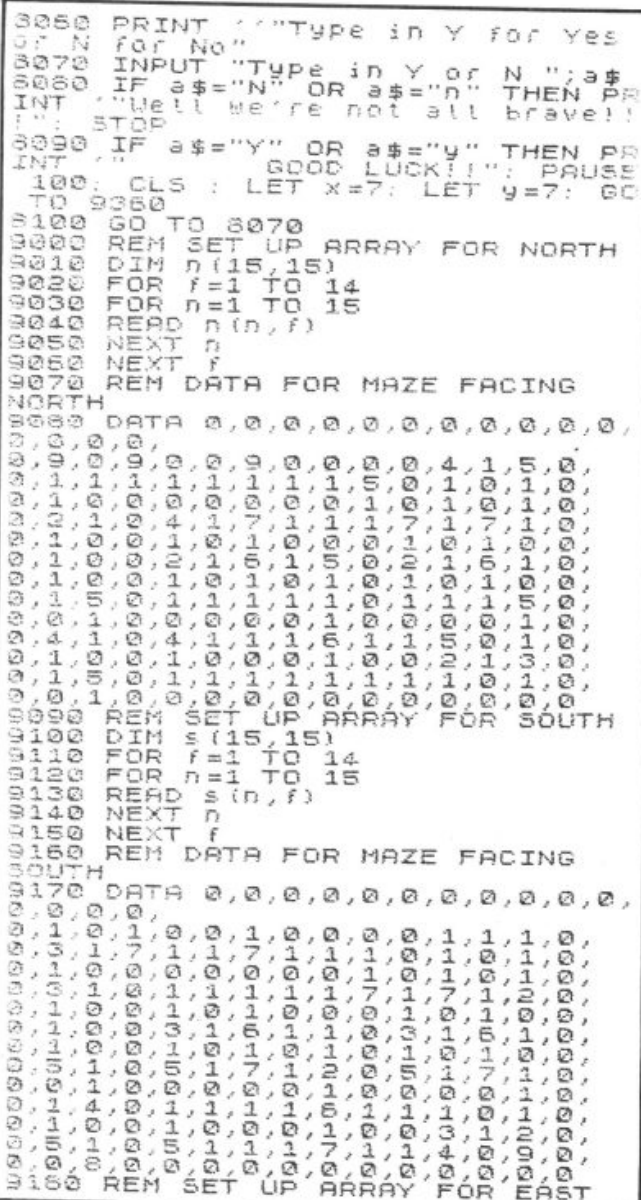 8060 PRINT ''"Type in Y for Yes
or N for No"
8070 INPUT "Type in Y or N ";a$
8080 IF a$="N" OR a$="n" THEN PR
INT '"Well we're not all brave!!
!": STOP
8090 IF a$="Y" OR a$="y" THEN PR
INT '"        GOOD LUCK!!": PAUSE
 100: CLS : LET x=7: LET y=7: GO
 TO 9360
8100 GO TO 8070
9000 REM SET UP ARRAY FOR NORTH
9010 DIM n(15,15)
9020 FOR f=1 TO 14
9030 FOR n=1 TO 15
9040 READ n(n,f)
9050 NEXT n
9060 NEXT f
9070 REM DATA FOR MAZE FACING
NORTH
9080 DATA 0,0,0,0,0,0,0,0,0,0,0,
0,0,0,0,
0,9,0,9,0,0,9,0,0,0,0,4,1,5,0,
0,1,1,1,1,1,1,1,1,5,0,1,0,1,0,
0,1,0,0,0,0,0,0,0,1,0,1,0,1,0,
0,2,1,0,4,1,7,1,1,1,7,1,7,1,0,
0,1,0,0,1,0,1,0,0,0,1,0,1,0,0,
0,1,0,0,2,1,6,1,5,0,2,1,6,1,0,
0,1,0,0,1,0,1,0,1,0,1,0,1,0,0,
0,1,5,0,1,1,1,1,1,0,1,1,1,5,0,
0,0,1,0,0,0,0,0,1,0,0,0,0,1,0,
0,4,1,0,4,1,1,1,6,1,1,5,0,1,0,
0,1,0,0,1,0,0,0,1,0,0,2,1,3,0,
0,1,5,0,1,1,1,1,1,1,1,1,0,1,0,
0,0,1,0,0,0,0,0,0,0,0,0,0,0,0
9090 REM SET UP ARRAY FOR SOUTH
9100 DIM s(15,15)
9110 FOR f=1 TO 14
9120 FOR n=1 TO 15
9130 READ s(n,f)
9140 NEXT n
9150 NEXT f
9160 REM DATA FOR MAZE FACING
SOUTH
9170 DATA 0,0,0,0,0,0,0,0,0,0,0,
0,0,0,0,
0,1,0,1,0,0,1,0,0,0,0,1,1,1,0,
0,3,1,7,1,1,7,1,1,1,0,1,0,1,0,
0,1,0,0,0,0,0,0,0,1,0,1,0,1,0,
0,3,1,0,1,1,1,1,1,7,1,7,1,2,0,
0,1,0,0,1,0,1,0,0,0,1,0,1,0,0,
0,1,0,0,3,1,6,1,1,0,3,1,6,1,0,
0,1,0,0,1,0,1,0,1,0,1,0,1,0,0,
0,5,1,0,5,1,7,1,2,0,5,1,7,1,0,
0,0,1,0,0,0,0,0,1,0,0,0,0,1,0,
0,1,4,0,1,1,1,1,6,1,1,1,0,1,0,
0,1,0,0,1,0,0,0,1,0,0,3,1,2,0,
0,5,1,0,5,1,1,1,7,1,1,4,0,9,0,
0,0,8,0,0,0,0,0,0,0,0,0,0,0,0
9180 REM SET UP ARRAY FOR EAST